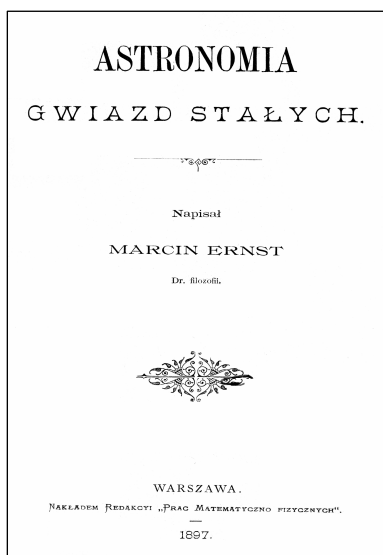 ASTRONOMIA
GWIAZD STAŁYCH.
Napisał
MARCIN ERNST
Dr. filozofii.
WARSZAWA.
NAKŁADEM REDAKCYI „PRAC MATEMATYCZNO FIZYCZNYCH“.
1897.